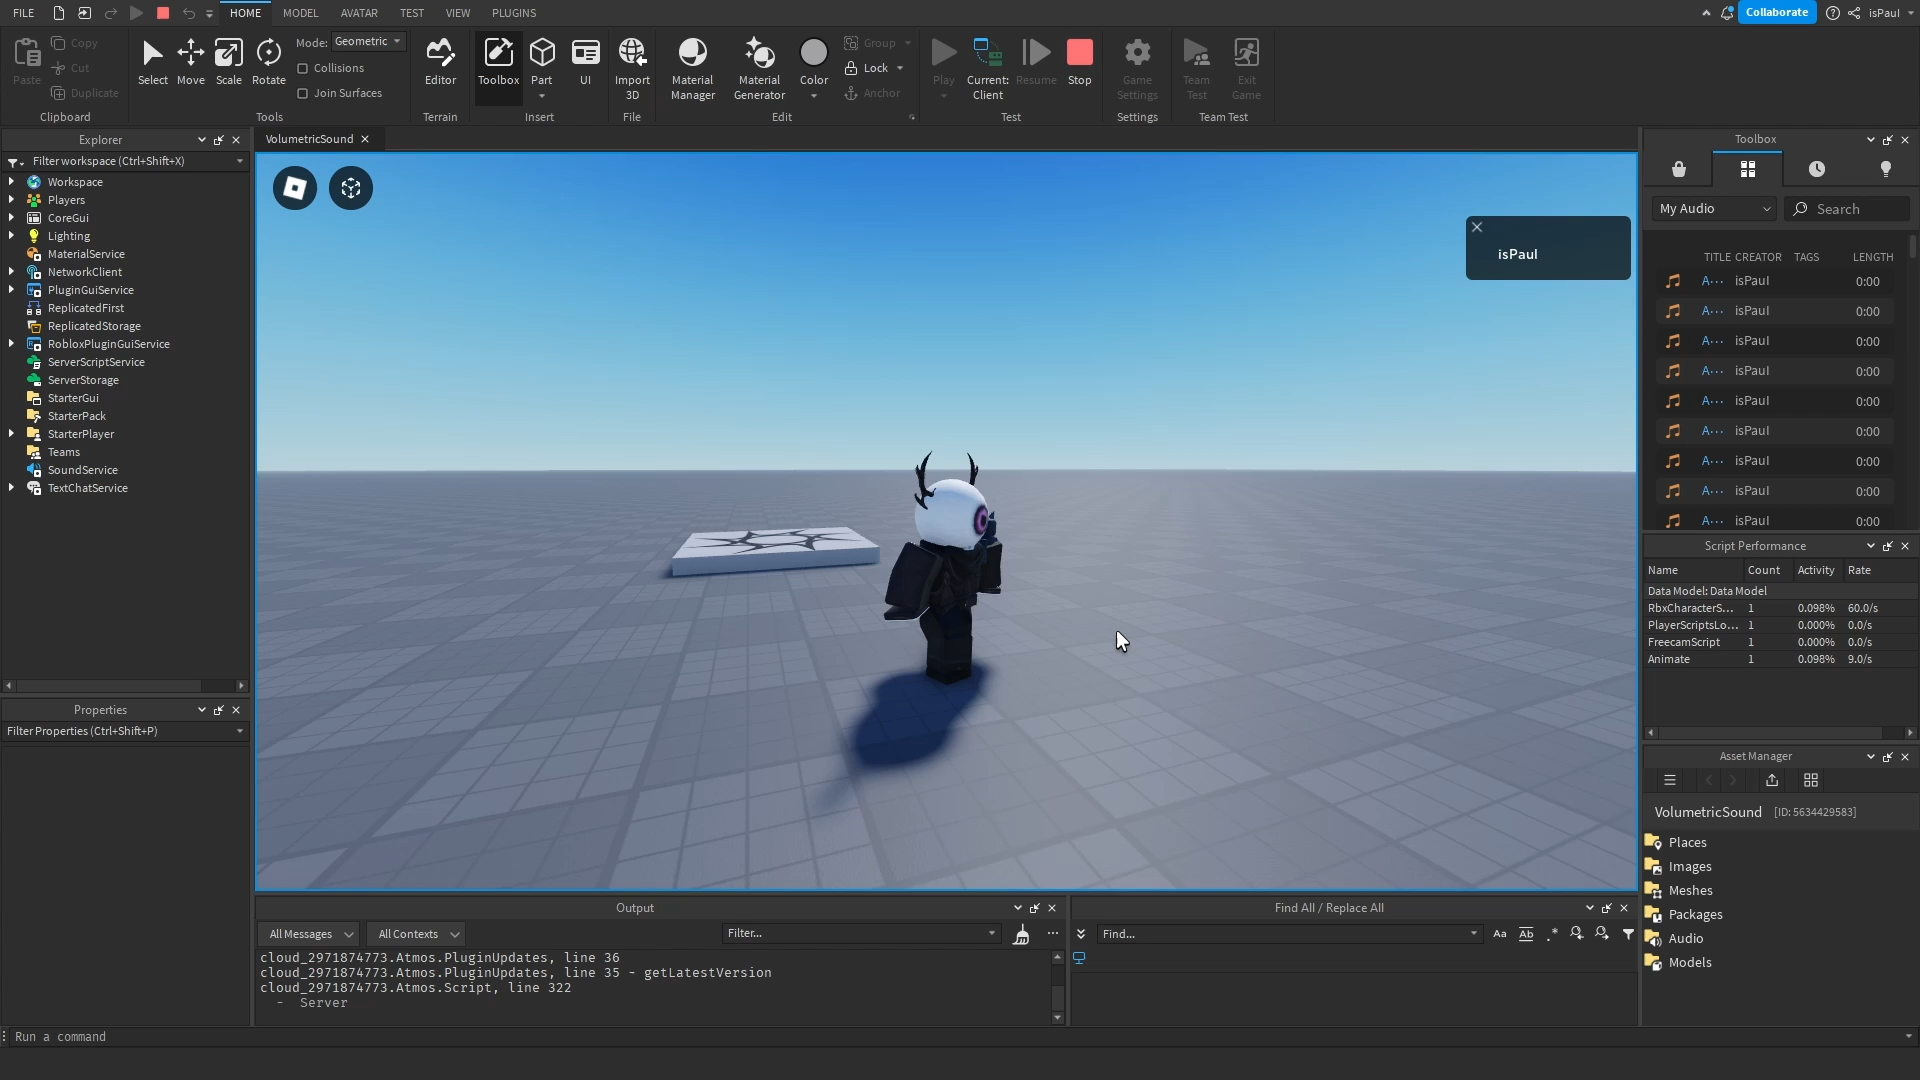 FILE HOME MODEL AVATAR TEST VIEW PLUGINS Collaborate isPaul
Paste Copy Cut Duplicate Clipboard
Select Move Scale Rotate Mode: Geometric Collisions Join Surfaces Tools
Editor Terrain
Toolbox Part UI Insert
Import 3D File
Material Manager Material Generator Color Group Lock Anchor Edit
Play Current: Client Resume Stop Test
Game Settings Settings
Team Test Exit Game Team Test
Explorer
Filter workspace (Ctrl+Shift+X)
Workspace
Players
CoreGui
Lighting
MaterialService
NetworkClient
PluginGuiService
ReplicatedFirst
ReplicatedStorage
RobloxPluginGuiService
ServerScriptService
ServerStorage
StarterGui
StarterPack
StarterPlayer
Teams
SoundService
TextChatService
Properties
Filter Properties (Ctrl+Shift+P)
VolumetricSound
isPaul
Output
All Messages All Contexts Filter...
cloud_2971874773.Atmos.PluginUpdates, line 36
cloud_2971874773.Atmos.PluginUpdates, line 35 - getLatestVersion
cloud_2971874773.Atmos.Script, line 322
- Server
Find All / Replace All
Find... Aa Ab .*
Toolbox
My Audio Search
TITLE CREATOR TAGS LENGTH
A... isPaul 0:00
A... isPaul 0:00
A... isPaul 0:00
A... isPaul 0:00
A... isPaul 0:00
A... isPaul 0:00
A... isPaul 0:00
A... isPaul 0:00
A... isPaul 0:00
Script Performance
Name Count Activity Rate
Data Model: Data Model
RbxCharacterS... 1 0.098% 60.0/s
PlayerScriptsLo... 1 0.000% 0.0/s
FreecamScript 1 0.000% 0.0/s
Animate 1 0.098% 9.0/s
Asset Manager
VolumetricSound [ID: 5634429583]
Places
Images
Meshes
Packages
Audio
Models
Run a command